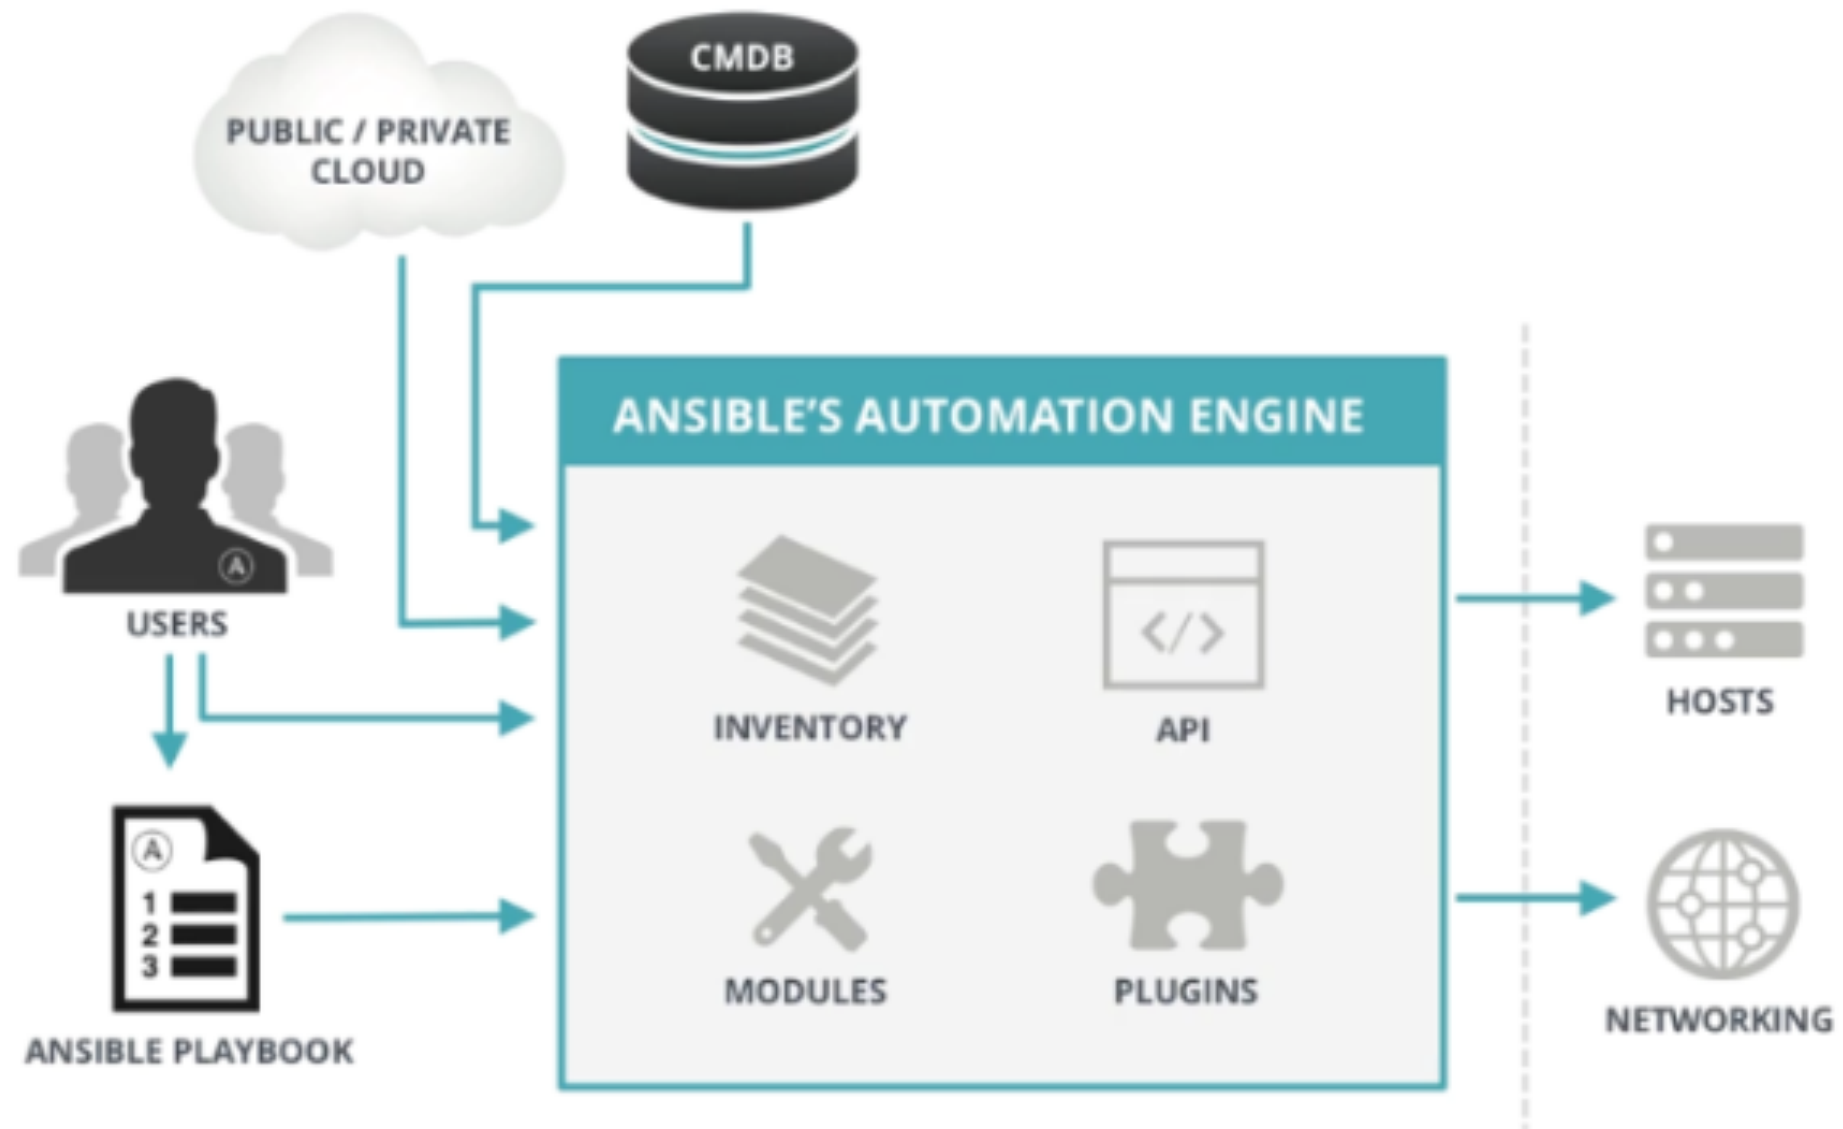 CMDB
PUBLIC / PRIVATE
CLOUD
ANSIBLE'S AUTOMATION ENGINE
A
USERS
</>
INVENTORY
API
HOSTS
A
1
2
3
MODULES
PLUGINS
NETWORKING
ANSIBLE PLAYBOOK